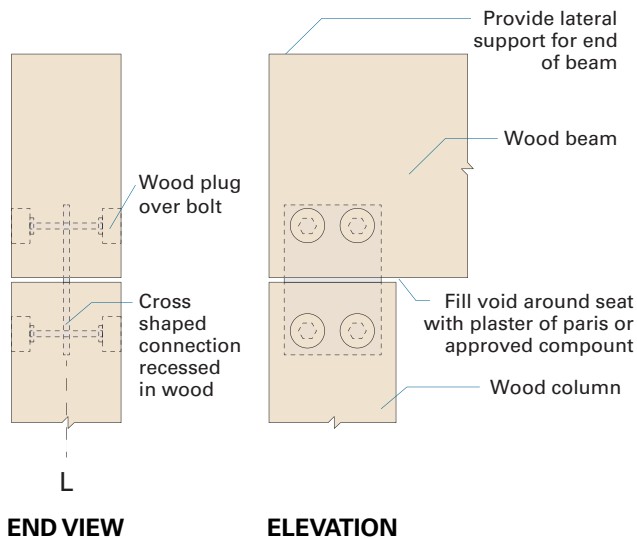 Provide lateral
support for end
of beam
Wood beam
Wood plug
over bolt
Cross
shaped
connection
recessed
in wood
Fill void around seat
with plaster of paris or
approved compount
Wood column
L
END VIEW
ELEVATION